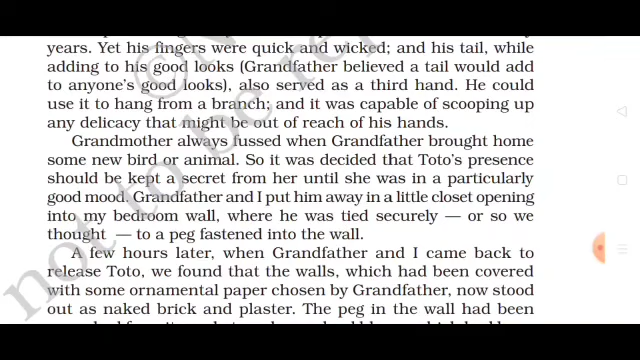 years. Yet his fingers were quick and wicked; and his tail, while
adding to his good looks (Grandfather believed a tail would add
to anyone's good looks), also served as a third hand. He could
use it to hang from a branch; and it was capable of scooping up
any delicacy that might be out of reach of his hands.
Grandmother always fussed when Grandfather brought home
some new bird or animal. So it was decided that Toto's presence
should be kept a secret from her until she was in a particularly
good mood. Grandfather and I put him away in a little closet opening
into my bedroom wall, where he was tied securely — or so we
thought — to a peg fastened into the wall.
A few hours later, when Grandfather and I came back to
release Toto, we found that the walls, which had been covered
with some ornamental paper chosen by Grandfather, now stood
out as naked brick and plaster. The peg in the wall had been
not to be rep